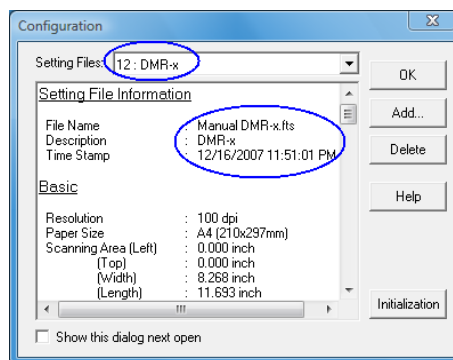 Configuration
Setting Files: 12 : DMR-x
OK
Add...
Delete
Help
Initialization
Setting File Information
File Name : Manual DMR-x.fts
Description : DMR-x
Time Stamp : 12/16/2007 11:51:01 PM
Basic
Resolution : 100 dpi
Paper Size : A4 (210x297mm)
Scanning Area (Left) : 0.000 inch
(Top) : 0.000 inch
(Width) : 8.268 inch
(Length) : 11.693 inch
Show this dialog next open